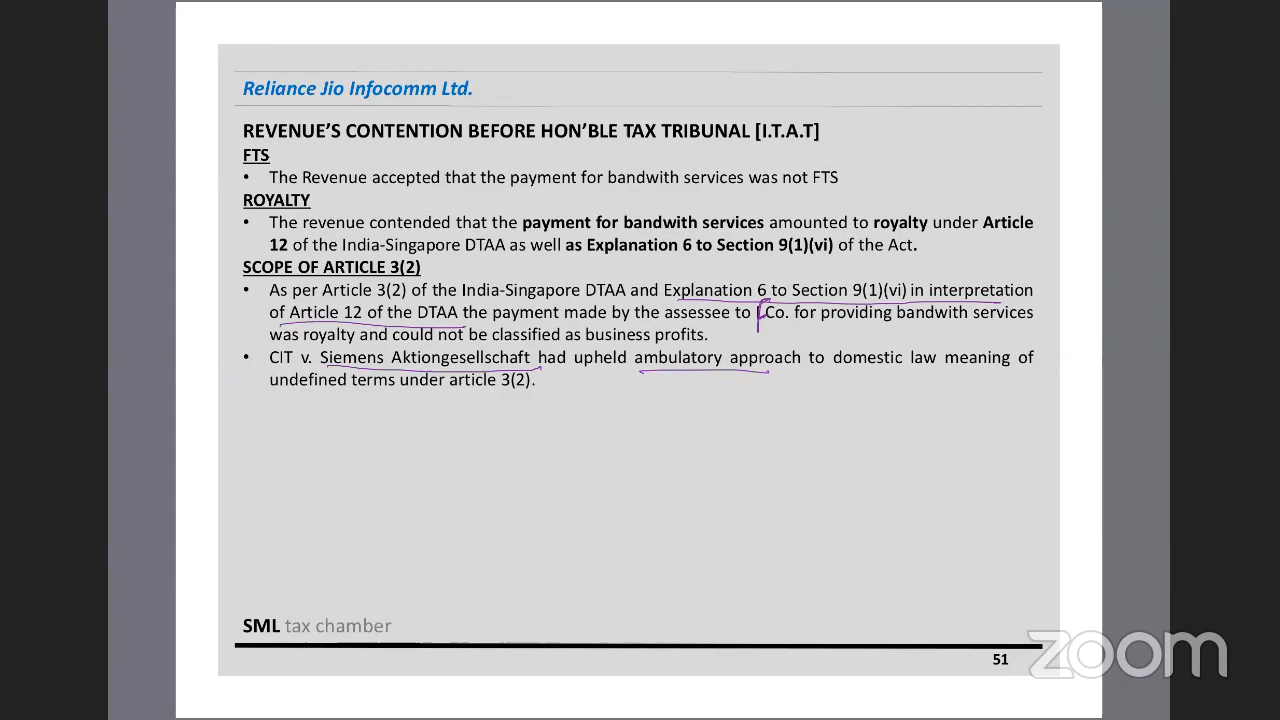 Reliance Jio Infocomm Ltd.
REVENUE'S CONTENTION BEFORE HON'BLE TAX TRIBUNAL [I.T.A.T]
FTS
• The Revenue accepted that the payment for bandwith services was not FTS
ROYALTY
• The revenue contended that the payment for bandwith services amounted to royalty under Article
12 of the India-Singapore DTAA as well as Explanation 6 to Section 9(1)(vi) of the Act.
SCOPE OF ARTICLE 3(2)
• As per Article 3(2) of the India-Singapore DTAA and Explanation 6 to Section 9(1)(vi) in interpretation
of Article 12 of the DTAA the payment made by the assessee to Co. for providing bandwith services
was royalty and could not be classified as business profits.
• CIT v. Siemens Aktiongesellschaft had upheld ambulatory approach to domestic law meaning of
undefined terms under article 3(2).
SML tax chamber
51
zoom